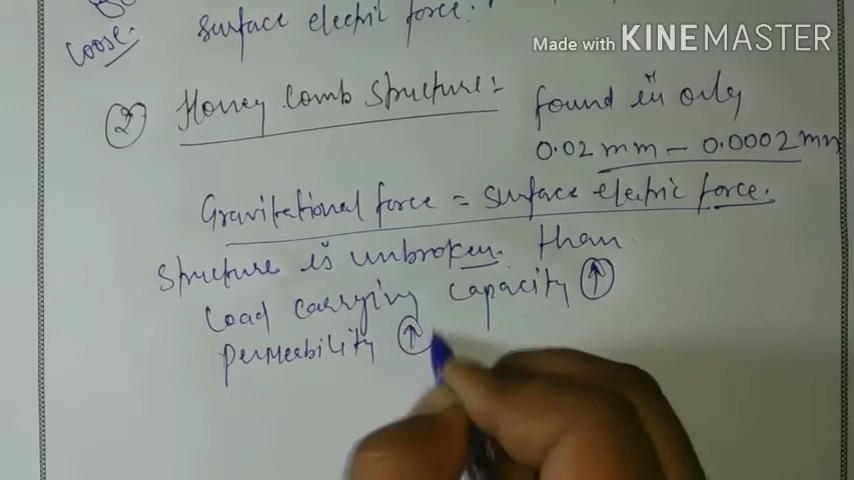 surface electric force.
Loose:
Made with KINEMASTER
② Honey Comb structure:
found in only
0.02 mm - 0.0002 mm
Gravitational force = surface electric force.
structure is unbroken. than
Load carrying capacity ↑
Permeability ↑